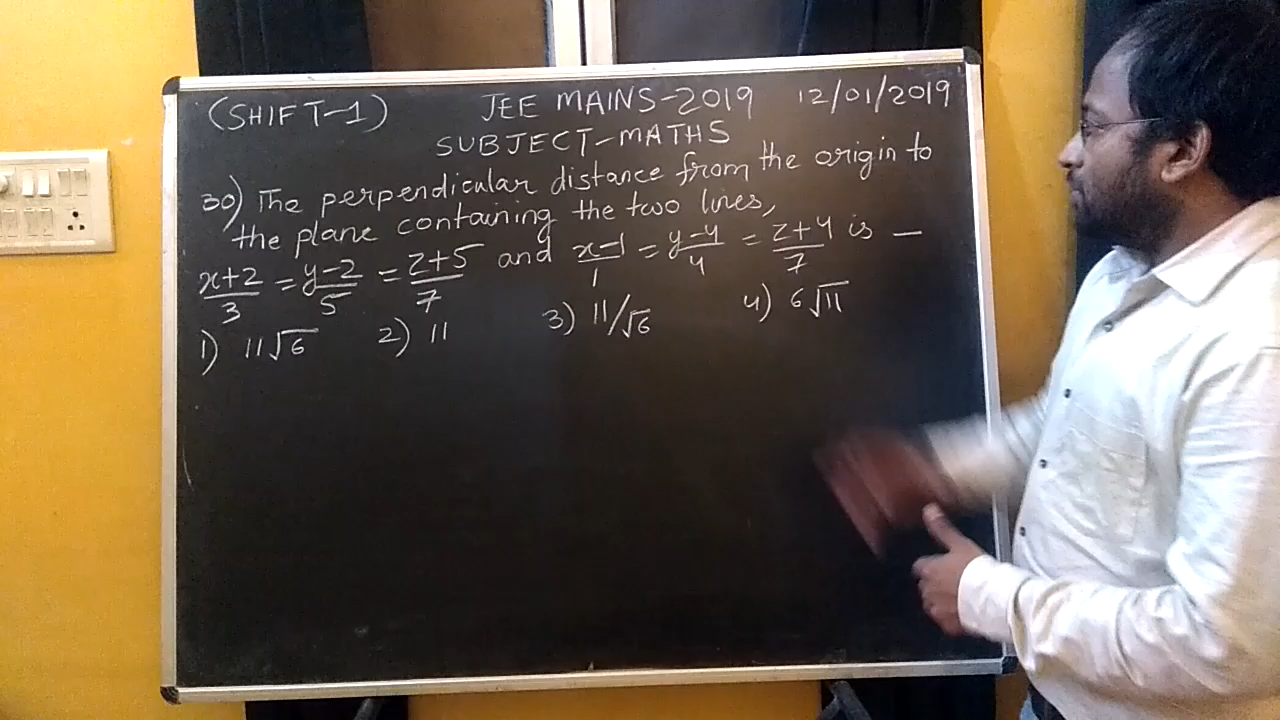 (SHIFT-1) JEE MAINS-2019 12/01/2019
SUBJECT-MATHS
30) The perpendicular distance from the origin to
the plane containing the two lines,
x+2/3 = y-2/5 = z+5/7 and x-1/1 = y-4/4 = z+4/7 is —
1) 11√6 2) 11 3) 11/√6 4) 6√11